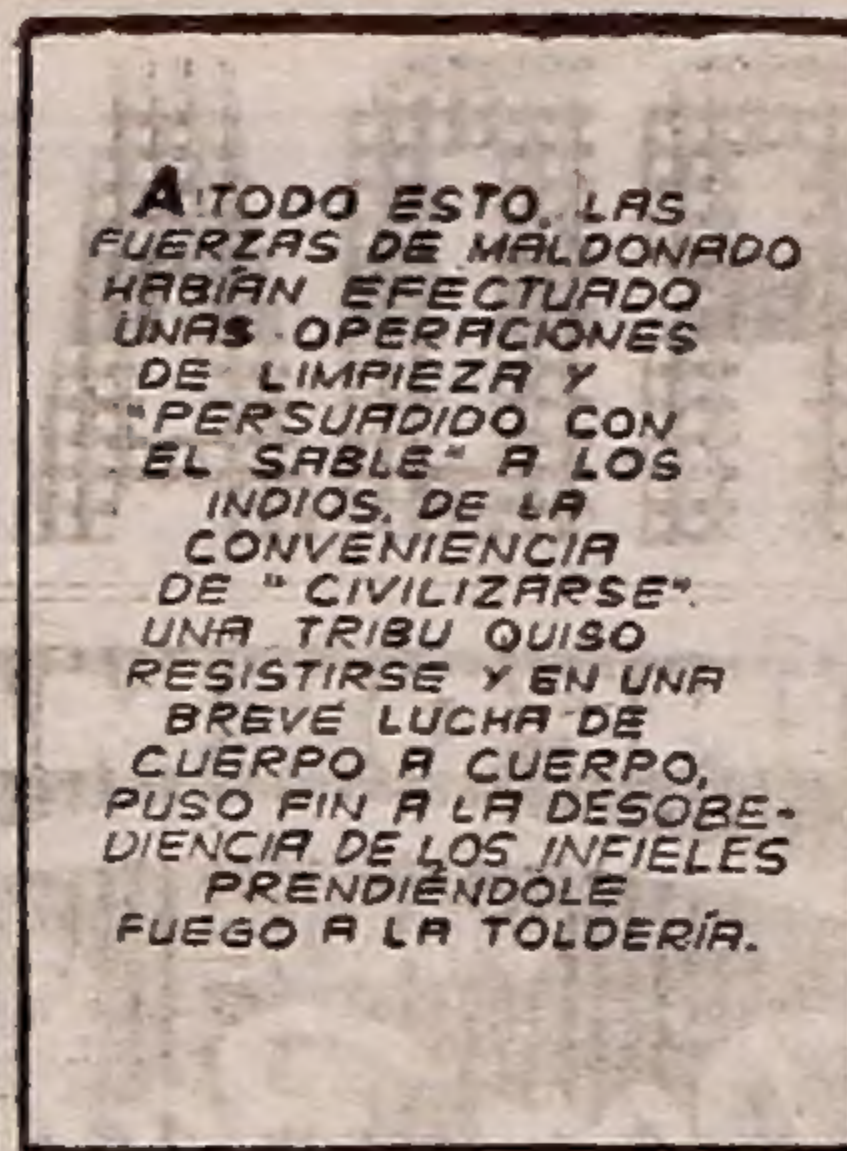 A TODO ESTO, LAS
FUERZAS DE MALDONADO
HABÍAN EFECTUADO
UNAS OPERACIONES
DE LIMPIEZA Y
"PERSUADIDO CON
EL SABLE" A LOS
INDIOS, DE LA
CONVENIENCIA
DE "CIVILIZARSE".
UNA TRIBU QUISO
RESISTIRSE Y EN UNA
BREVE LUCHA DE
CUERPO A CUERPO,
PUSO FIN A LA DESOBE-
DIENCIA DE LOS INFIELES
PRENDIÉNDOLE
FUEGO A LA TOLDERÍA.